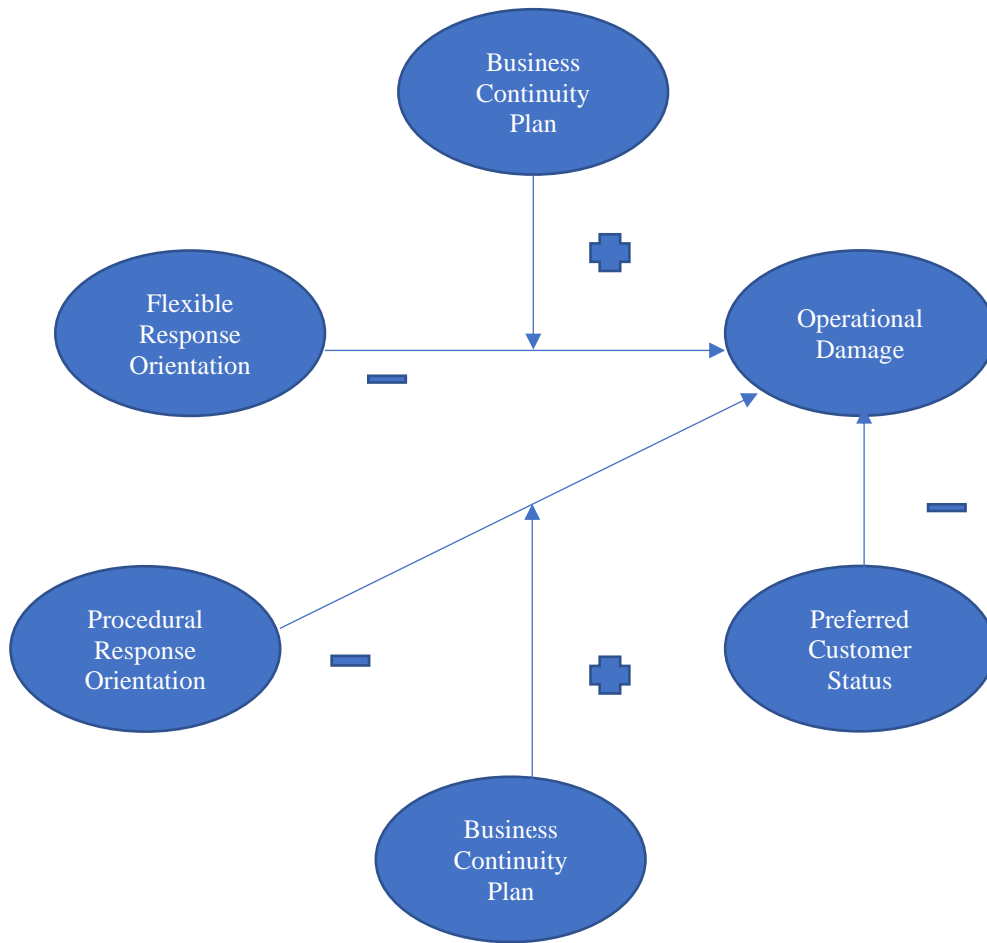 Business
Continuity
Plan
Flexible
Response
Orientation
Operational
Damage
Procedural
Response
Orientation
Preferred
Customer
Status
Business
Continuity
Plan